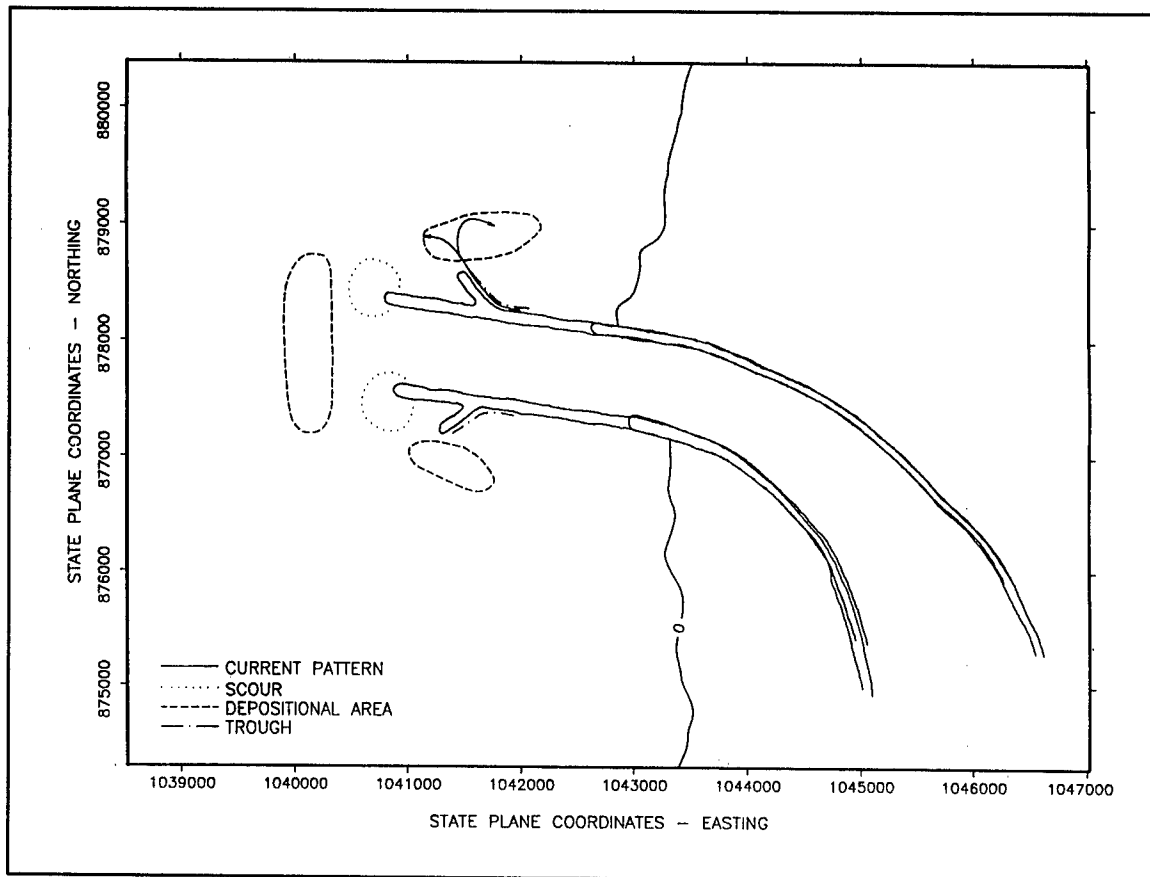 880000
879000
878000
877000
876000
875000
STATE PLANE COORDINATES – NORTHING
0
CURRENT PATTERN
SCOUR
DEPOSITIONAL AREA
TROUGH
1039000 1040000 1041000 1042000 1043000 1044000 1045000 1046000 1047000
STATE PLANE COORDINATES – EASTING